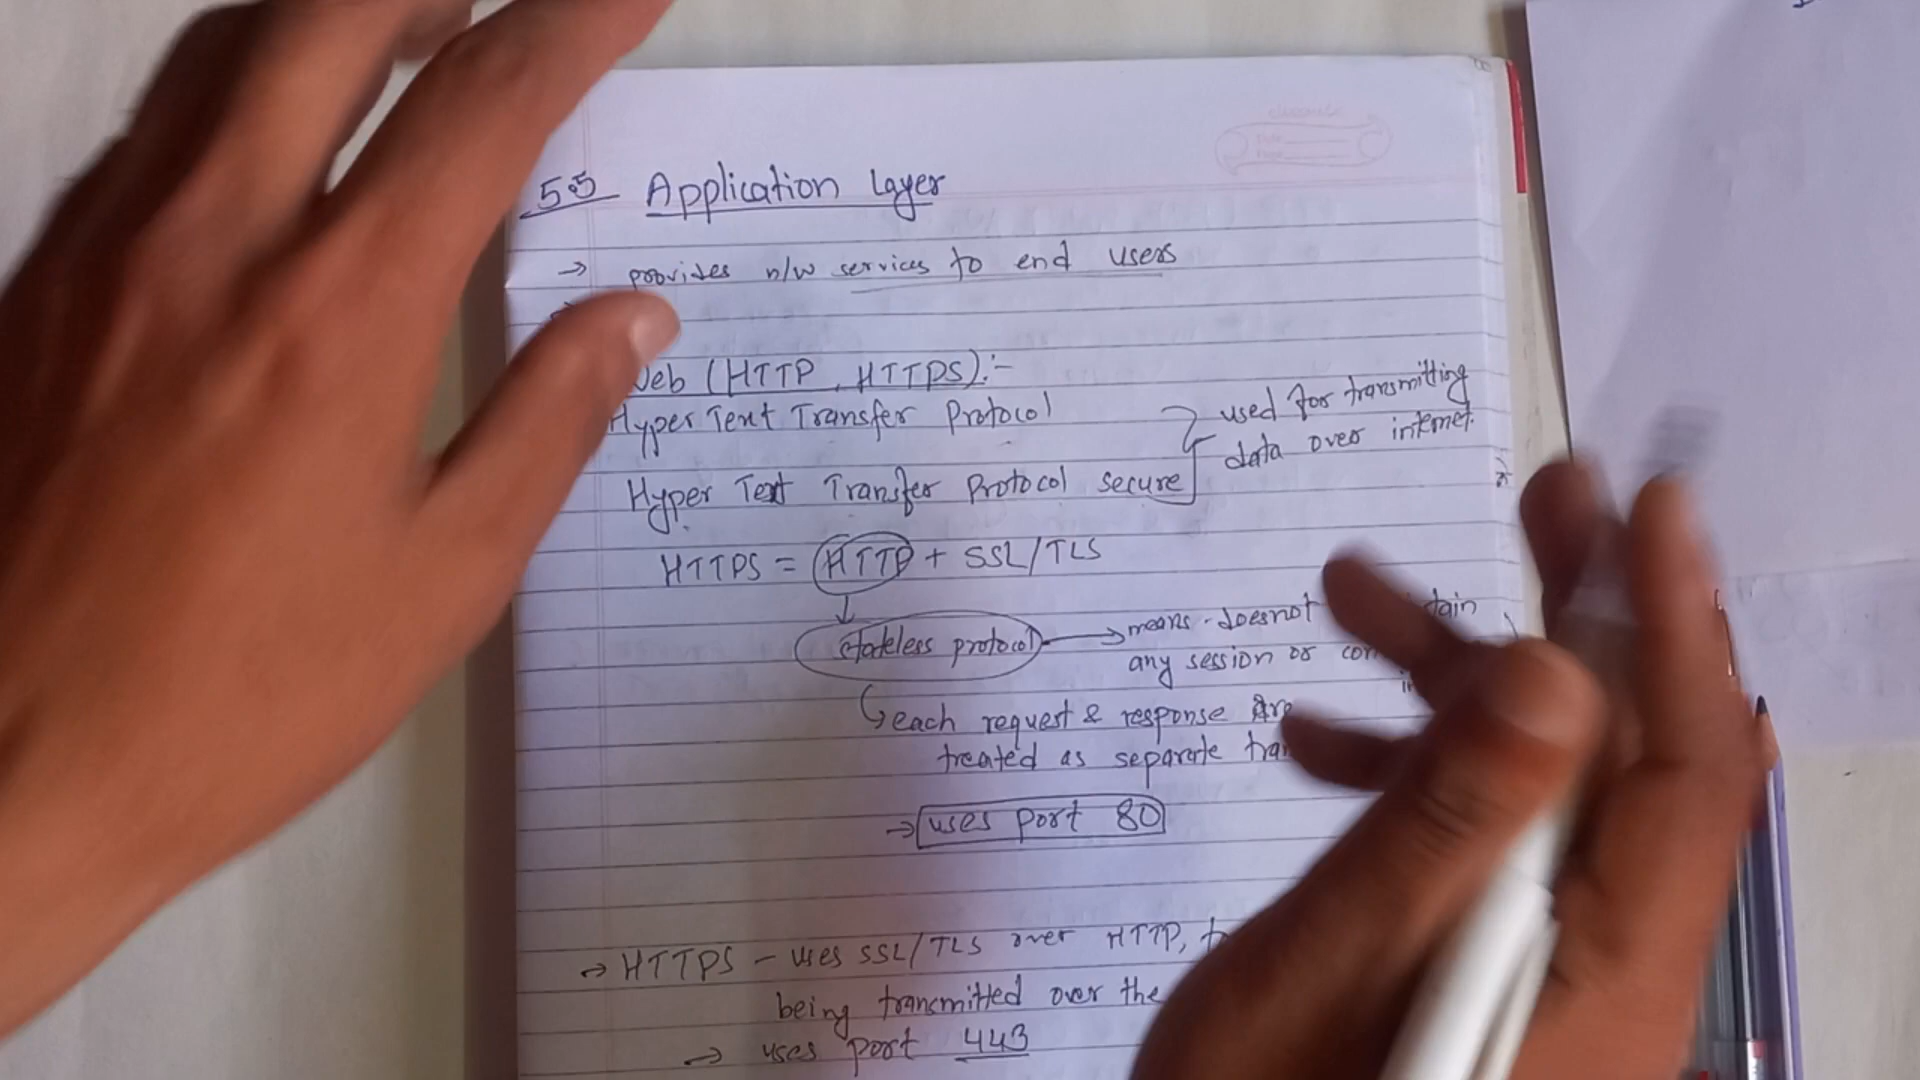 5.5 Application Layer
→ provides n/w services to end users
Web (HTTP, HTTPS):-
Hyper Text Transfer Protocol
Hyper Text Transfer Protocol secure
used for transmitting
data over internet.
HTTPS = HTTP + SSL/TLS
stateless protocol → means - doesnot
any session or
each request & response are
treated as separate
→ uses port 80
→ HTTPS - uses SSL/TLS over HTTP,
being transmitted over the
→ uses port 443